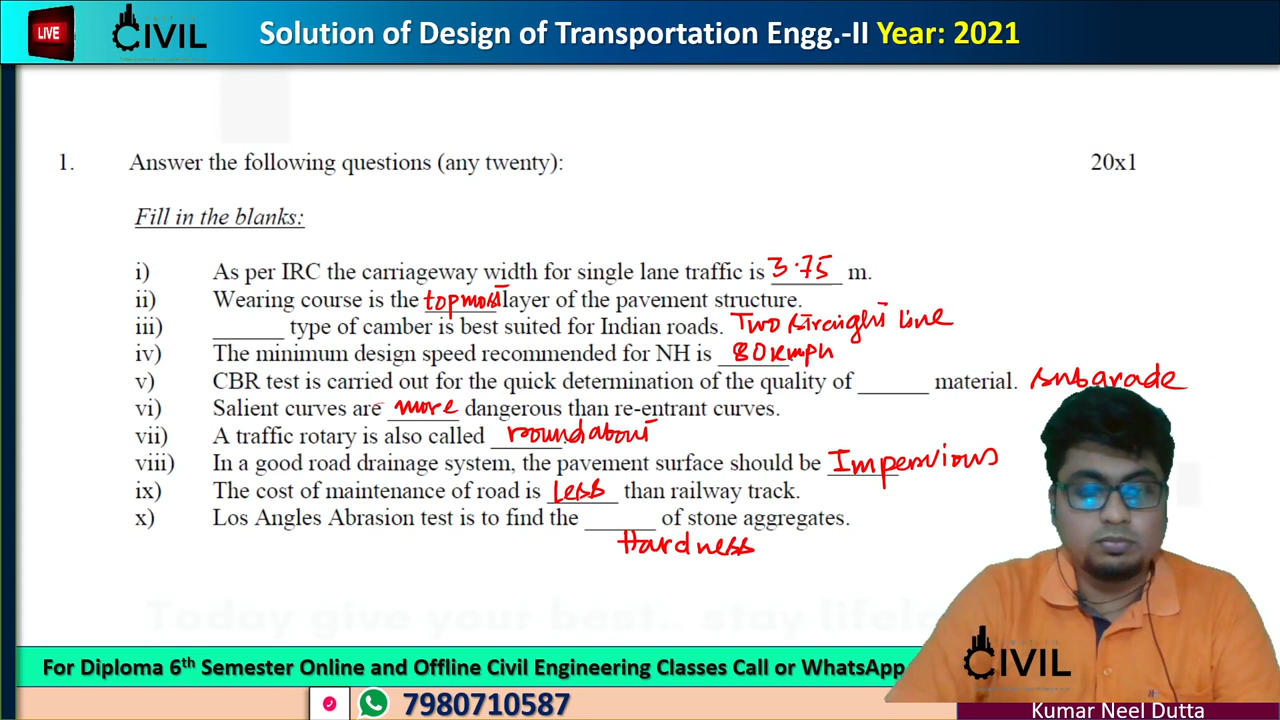 LIVE
CIVIL
Solution of Design of Transportation Engg.-II Year: 2021
1. Answer the following questions (any twenty): 20x1
Fill in the blanks:
i) As per IRC the carriageway width for single lane traffic is 3.75 m.
ii) Wearing course is the topmost layer of the pavement structure.
iii) ______ type of camber is best suited for Indian roads. Two straight line
iv) The minimum design speed recommended for NH is 80 kmph
v) CBR test is carried out for the quick determination of the quality of ______ material. subgrade
vi) Salient curves are more dangerous than re-entrant curves.
vii) A traffic rotary is also called roundabout.
viii) In a good road drainage system, the pavement surface should be Impervious
ix) The cost of maintenance of road is Less than railway track.
x) Los Angles Abrasion test is to find the ______ of stone aggregates.
Hardness
Today give your best.. stay
CIVIL
For Diploma 6th Semester Online and Offline Civil Engineering Classes Call or WhatsApp
7980710587
Kumar Neel Dutta